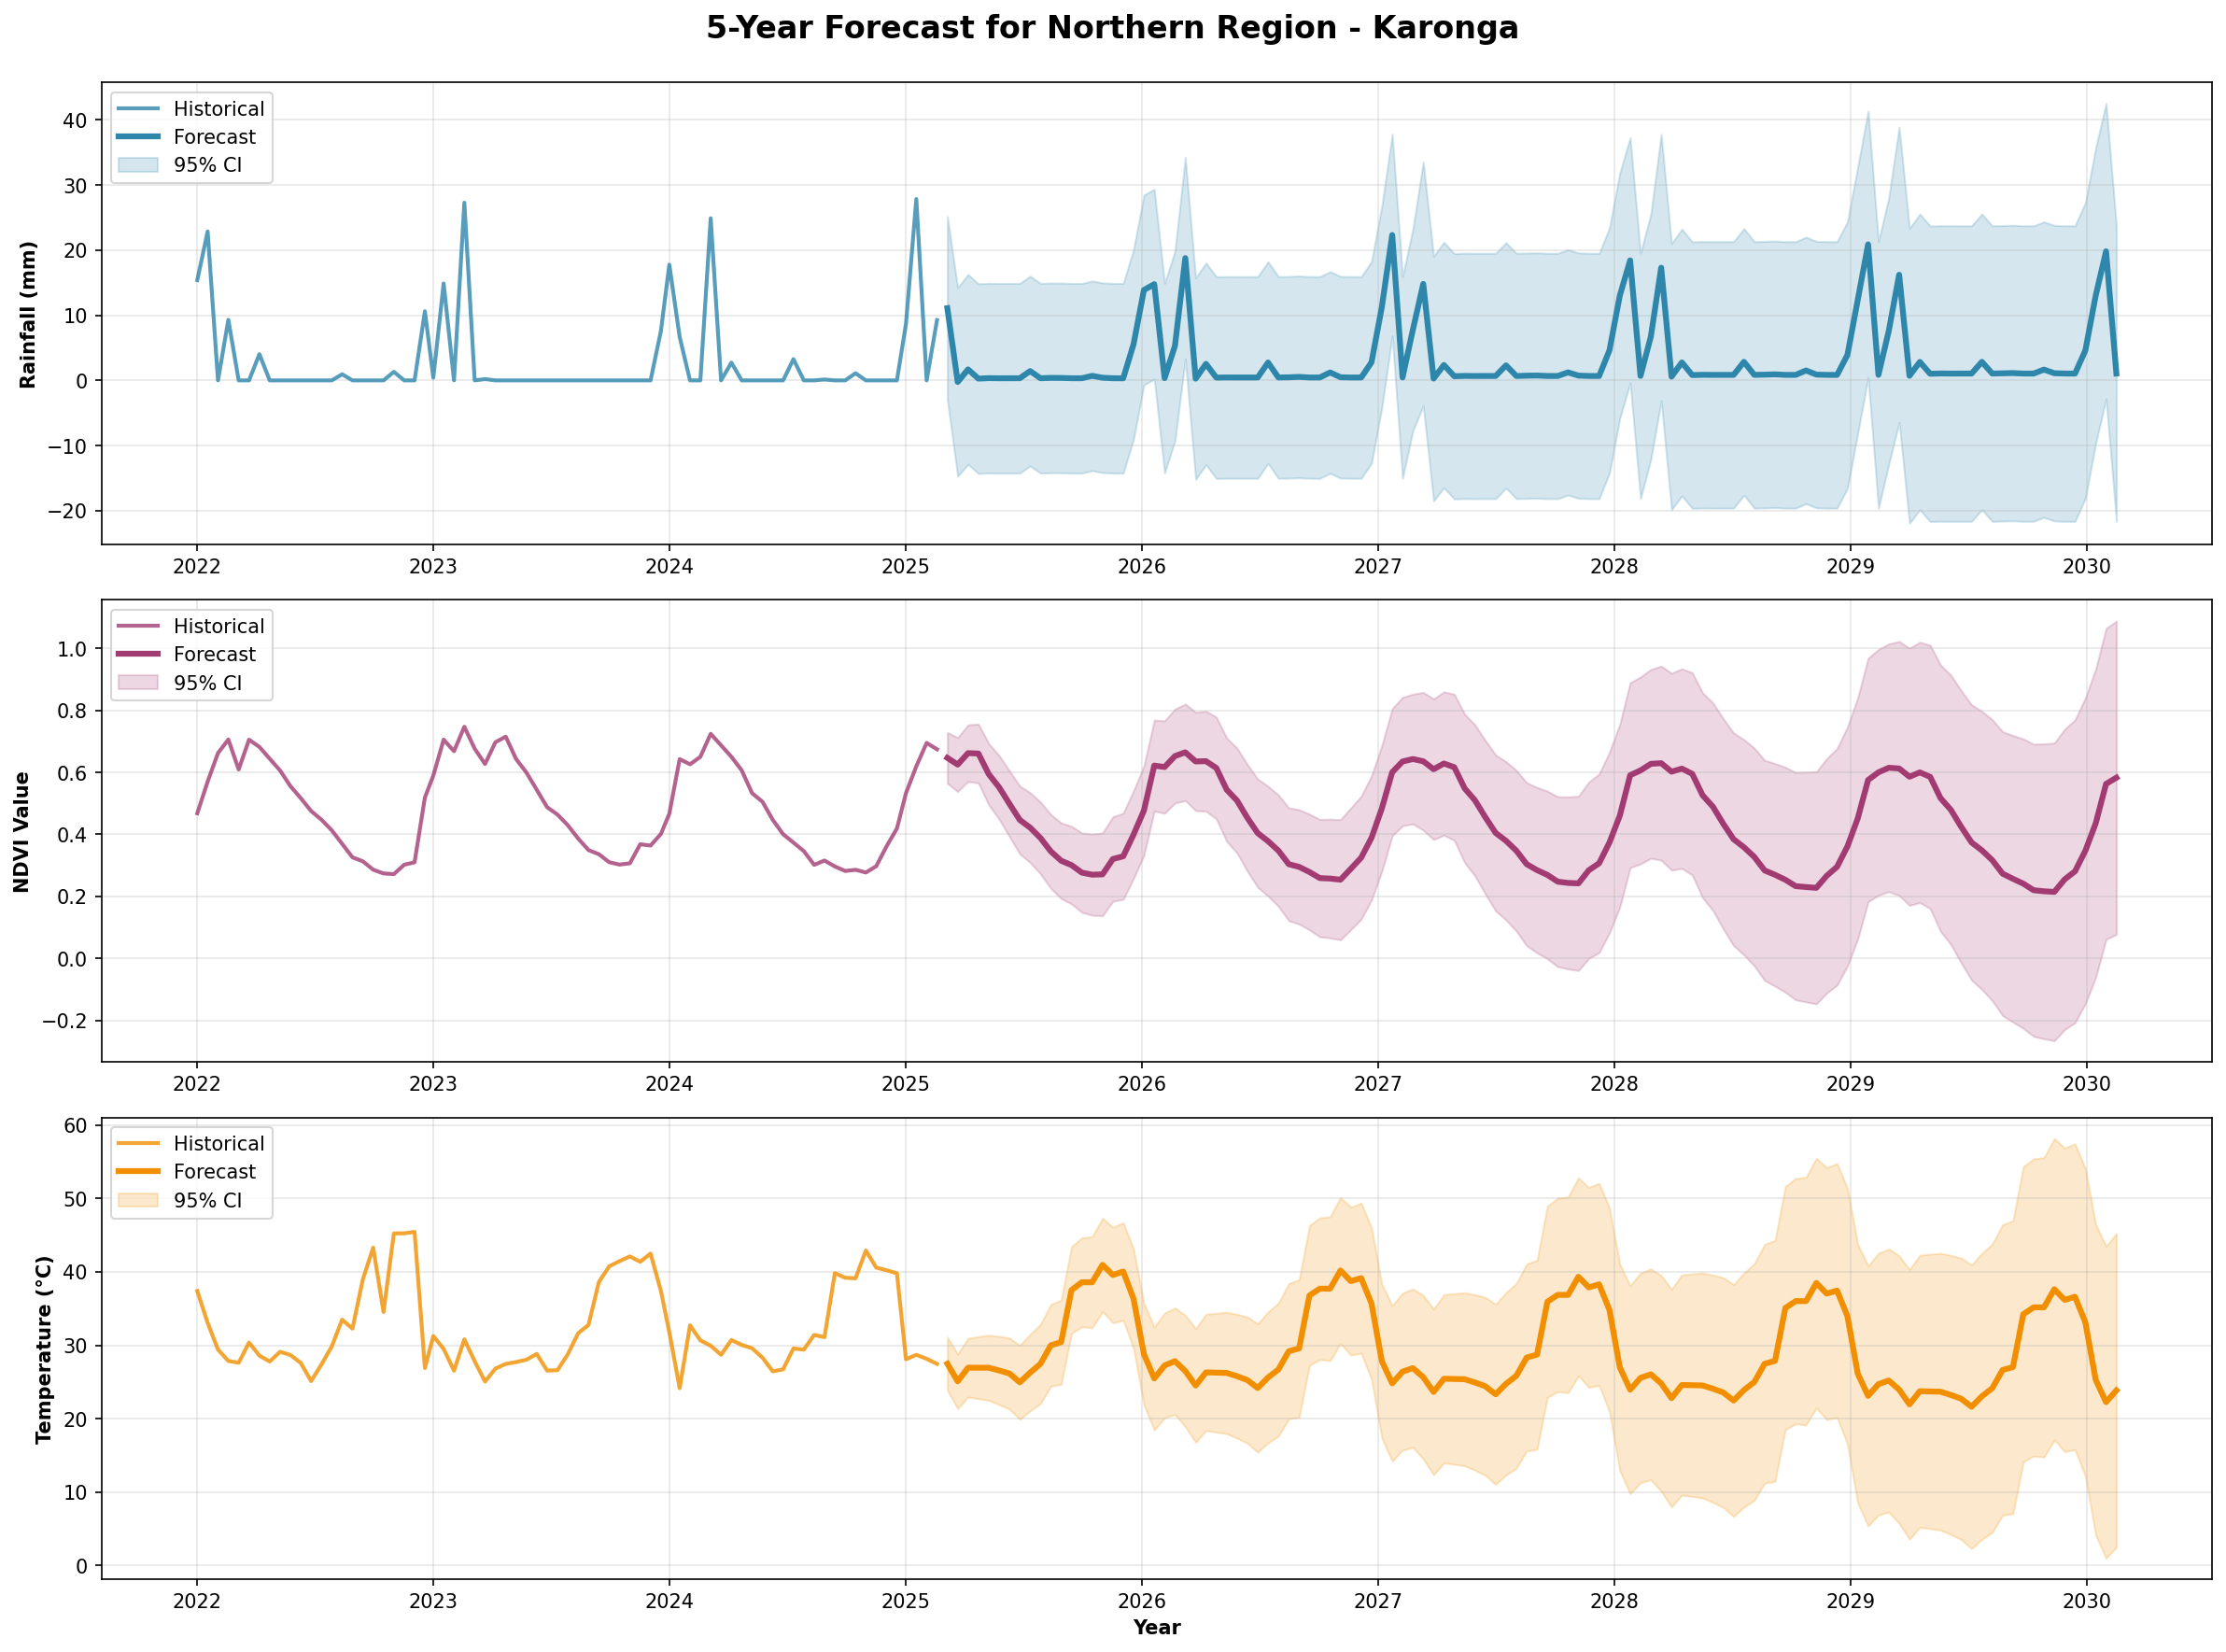 5-Year Forecast for Northern Region - Karonga
Historical
Forecast
95% CI
Rainfall (mm)
40
30
20
10
0
−10
−20
2022 2023 2024 2025 2026 2027 2028 2029 2030
Historical
Forecast
95% CI
NDVI Value
1.0
0.8
0.6
0.4
0.2
0.0
−0.2
2022 2023 2024 2025 2026 2027 2028 2029 2030
Historical
Forecast
95% CI
Temperature (°C)
60
50
40
30
20
10
0
2022 2023 2024 2025 2026 2027 2028 2029 2030
Year